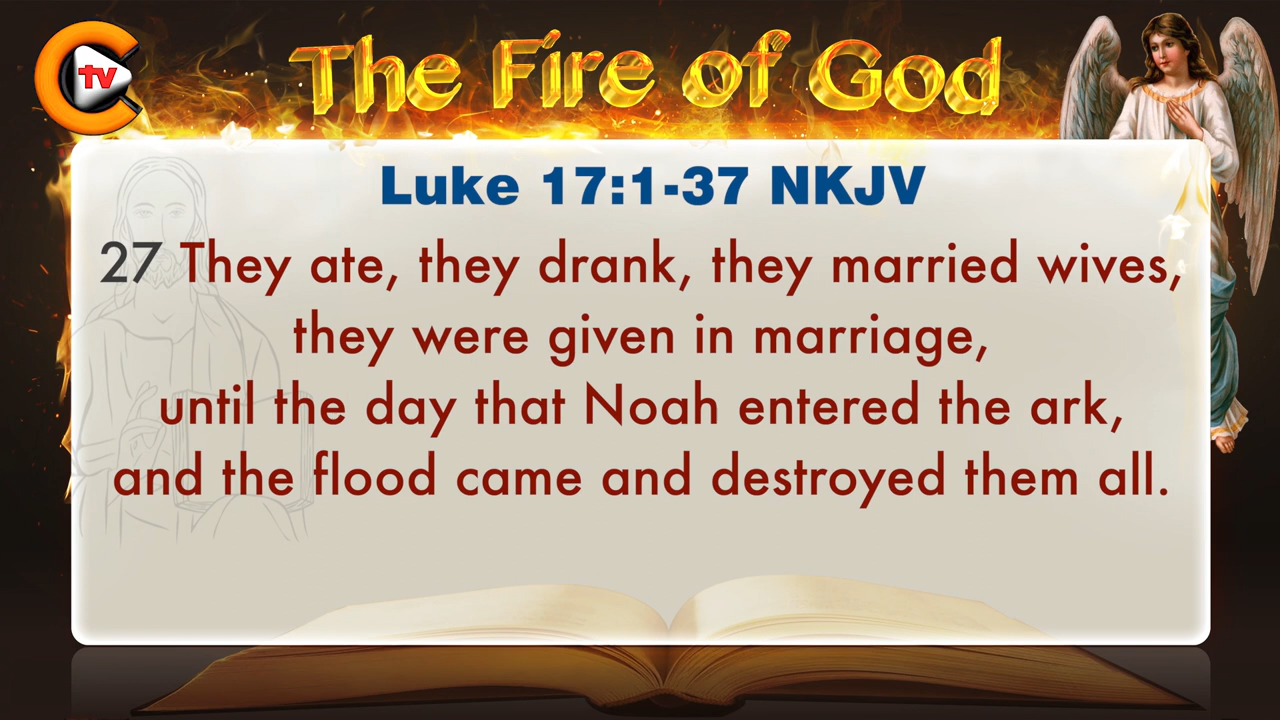 tv
The Fire of God
Luke 17:1-37 NKJV
27 They ate, they drank, they married wives,
they were given in marriage,
until the day that Noah entered the ark,
and the flood came and destroyed them all.